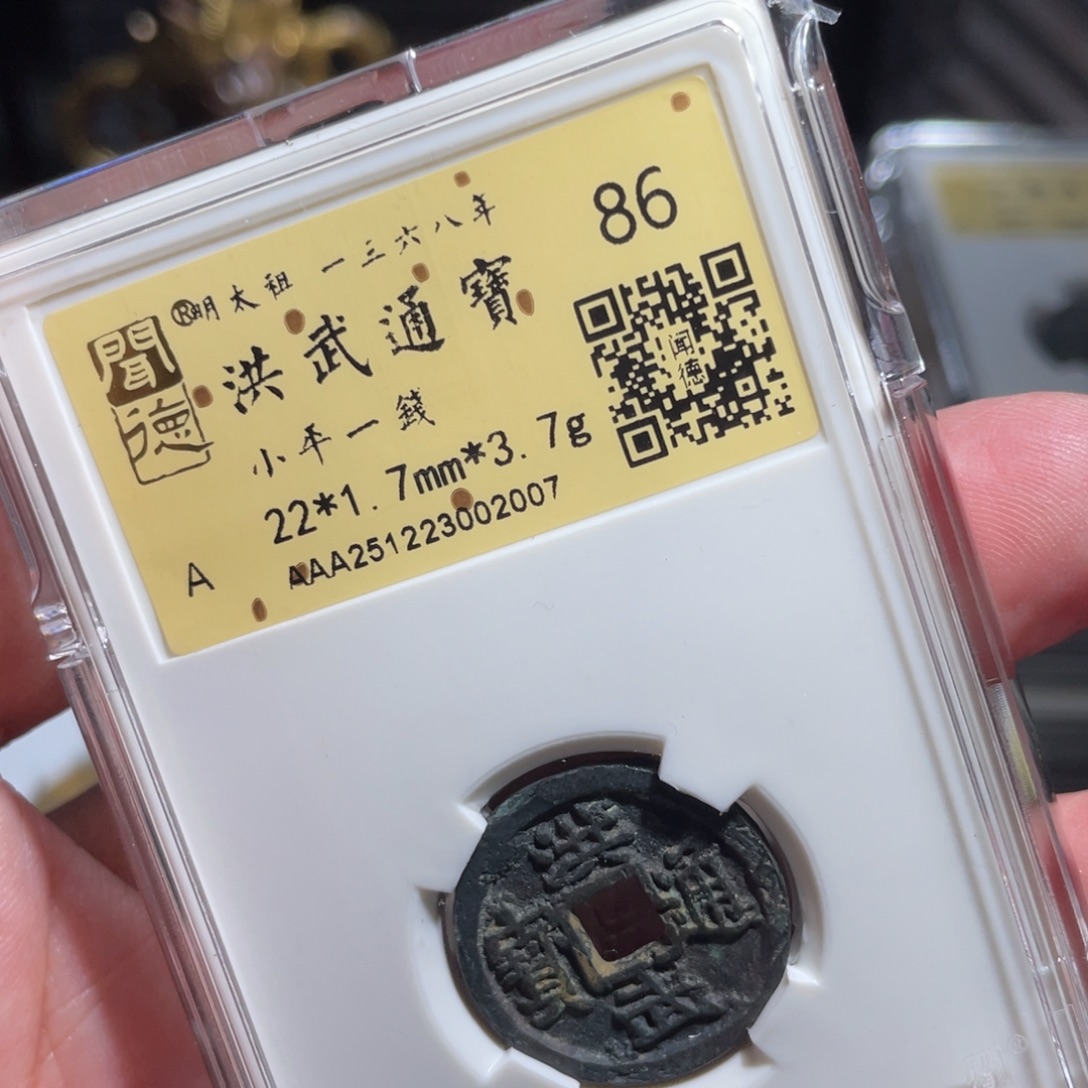 明太祖 一三六八年
86
聞德
®
洪武通寶
闻德
小平一錢
22*1.7mm*3.7g
A
AAA251223002007
洪武通寶